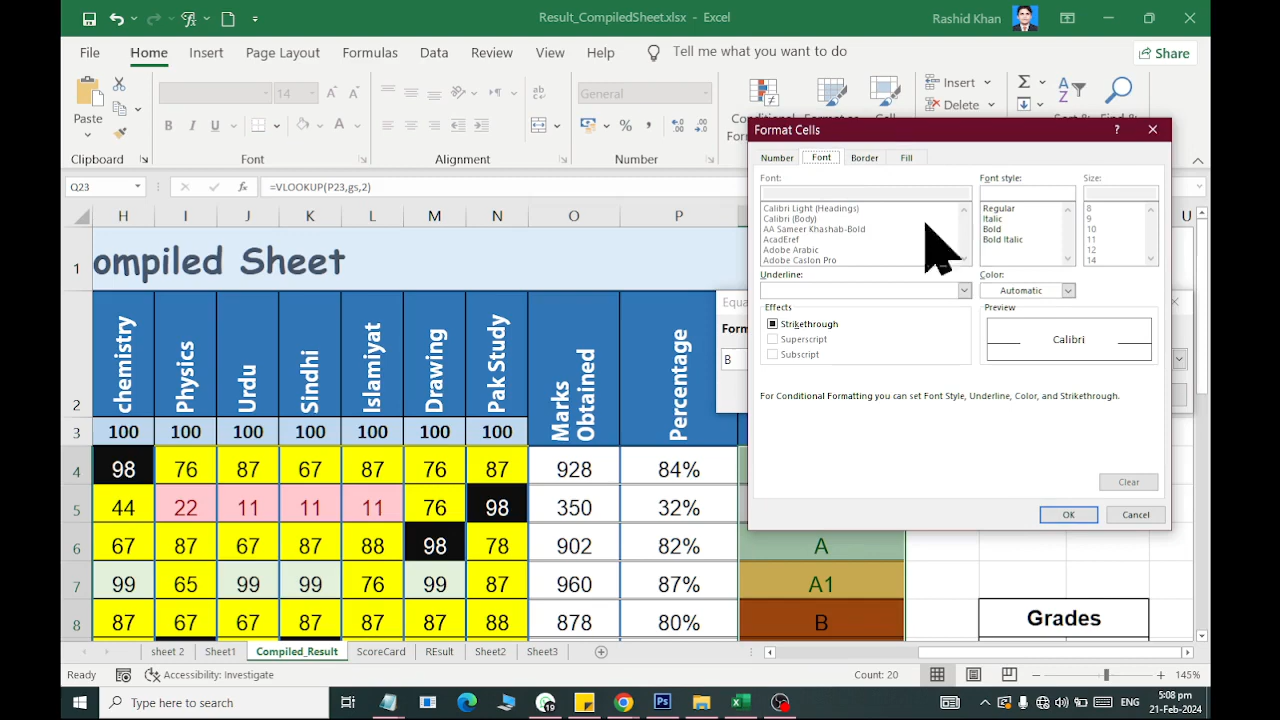 Result_CompiledSheet.xlsx - Excel
Rashid Khan
File Home Insert Page Layout Formulas Data Review View Help Tell me what you want to do Share
Paste
14
B I U A
General
Insert
Delete
Clipboard Font Alignment Number
Q23 =VLOOKUP(P23,gs,2)
H I J K L M N O P U
1 ompiled Sheet
2 chemistry Physics Urdu Sindhi Islamiyat Drawing Pak Study Marks Obtained Percentage
3 100 100 100 100 100 100 100
4 98 76 87 67 87 76 87 928 84%
5 44 22 11 11 11 76 98 350 32%
6 67 87 67 87 88 98 78 902 82% A
7 99 65 99 99 76 99 87 960 87% A1
8 87 67 67 87 87 87 88 878 80% B
Grades
Format Cells
Number Font Border Fill
Font: Font style: Size:
Calibri Light (Headings) Regular 8
Calibri (Body) Italic 9
AA Sameer Khashab-Bold Bold 10
AcadEref Bold Italic 11
Adobe Arabic 12
Adobe Caslon Pro 14
Underline: Color:
Automatic
Effects Preview
Strikethrough
Superscript
Subscript
Calibri
For Conditional Formatting you can set Font Style, Underline, Color, and Strikethrough.
Clear
OK Cancel
B
sheet 2 Sheet1 Compiled_Result ScoreCard REsult Sheet2 Sheet3
Ready Accessibility: Investigate Count: 20 145%
Type here to search
ENG
5:08 pm
21-Feb-2024